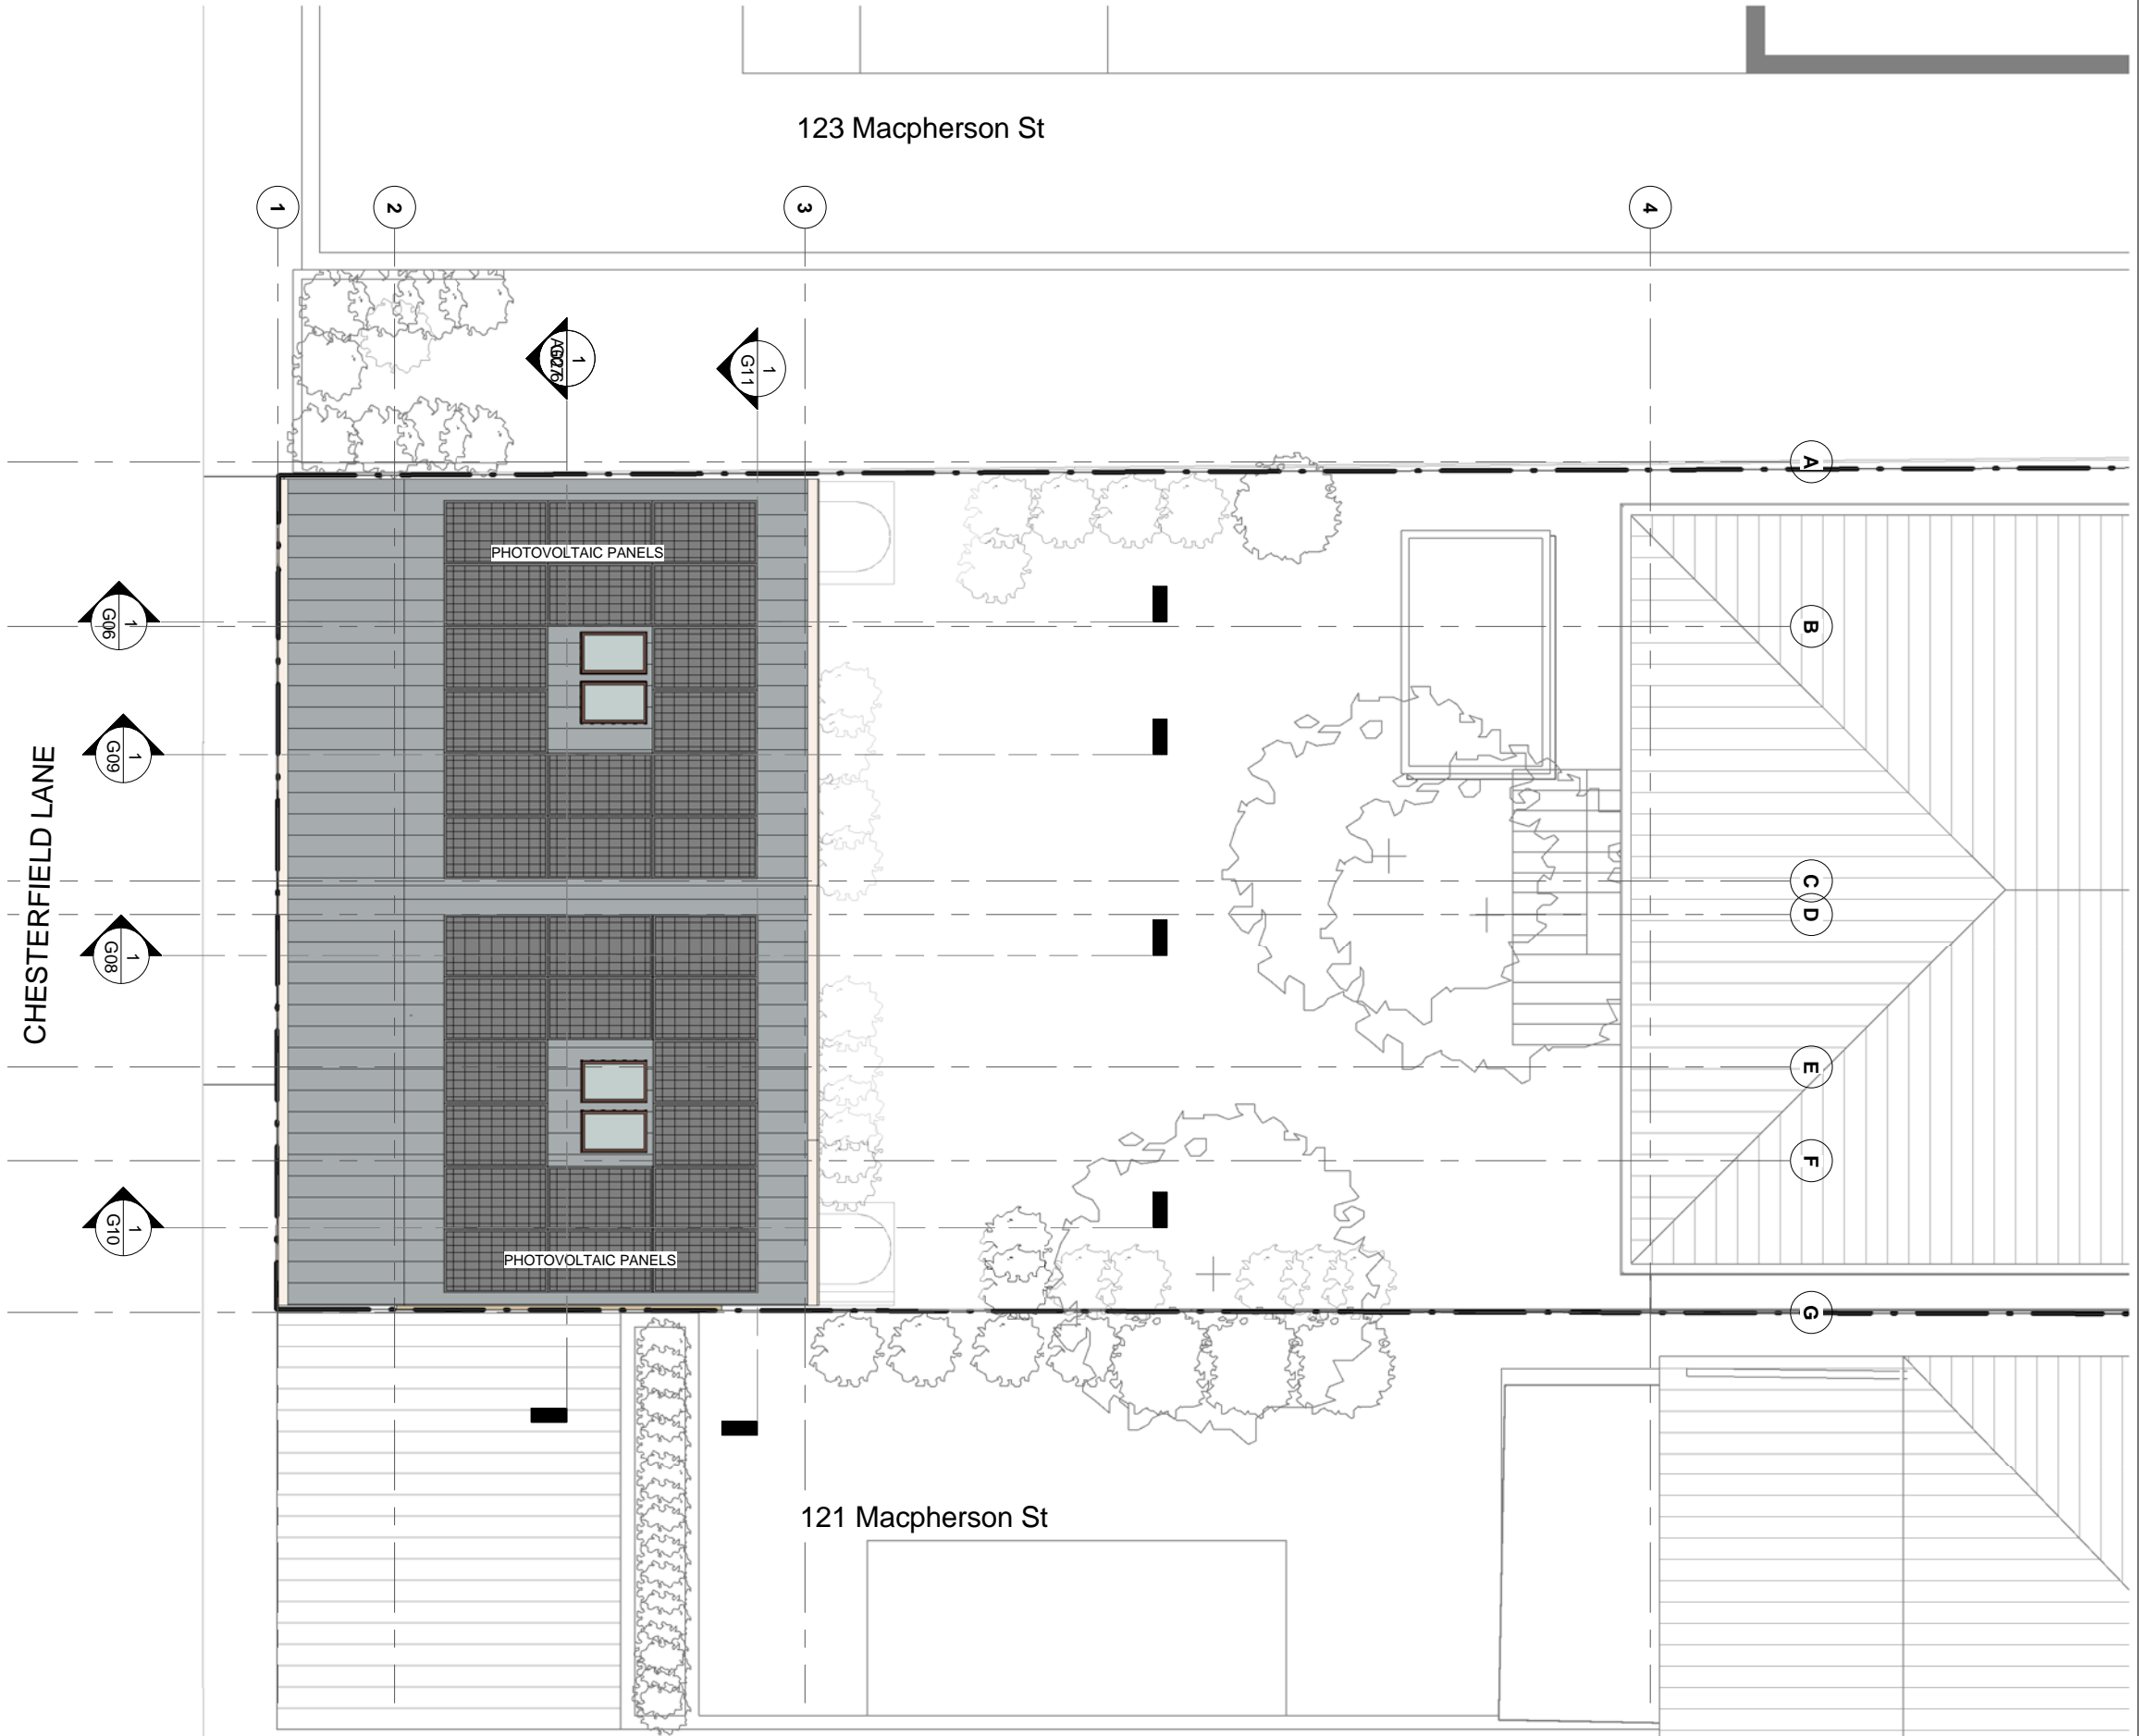 123 Macpherson St
1
2
3
4
1
1
G11
A
PHOTOVOLTAIC PANELS
1
G06
B
1
G09
CHESTERFIELD LANE
C
D
1
G08
E
F
1
G10
PHOTOVOLTAIC PANELS
G
121 Macpherson St